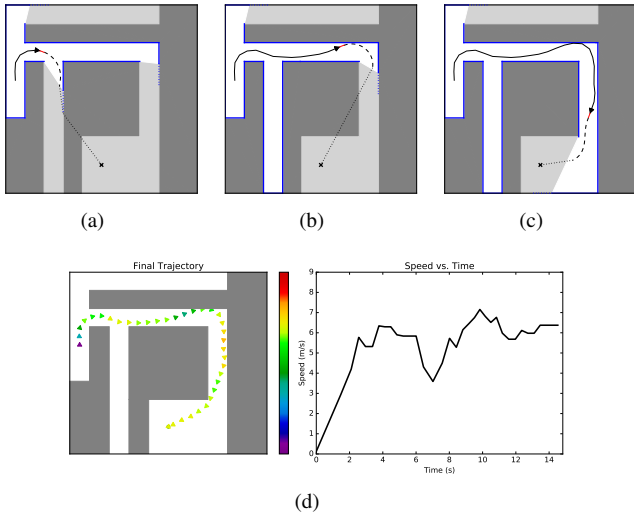 (a)
(b)
(c)
Final Trajectory
Speed vs. Time
9
8
7
6
5
4
3
2
1
0
Speed (m/s)
0 2 4 6 8 10 12 14
Time (s)
(d)